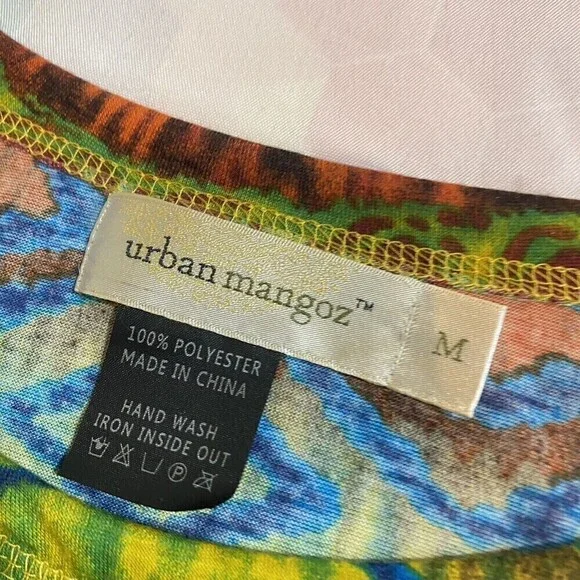 urban mangoz™
M
100% POLYESTER
MADE IN CHINA
HAND WASH
IRON INSIDE OUT